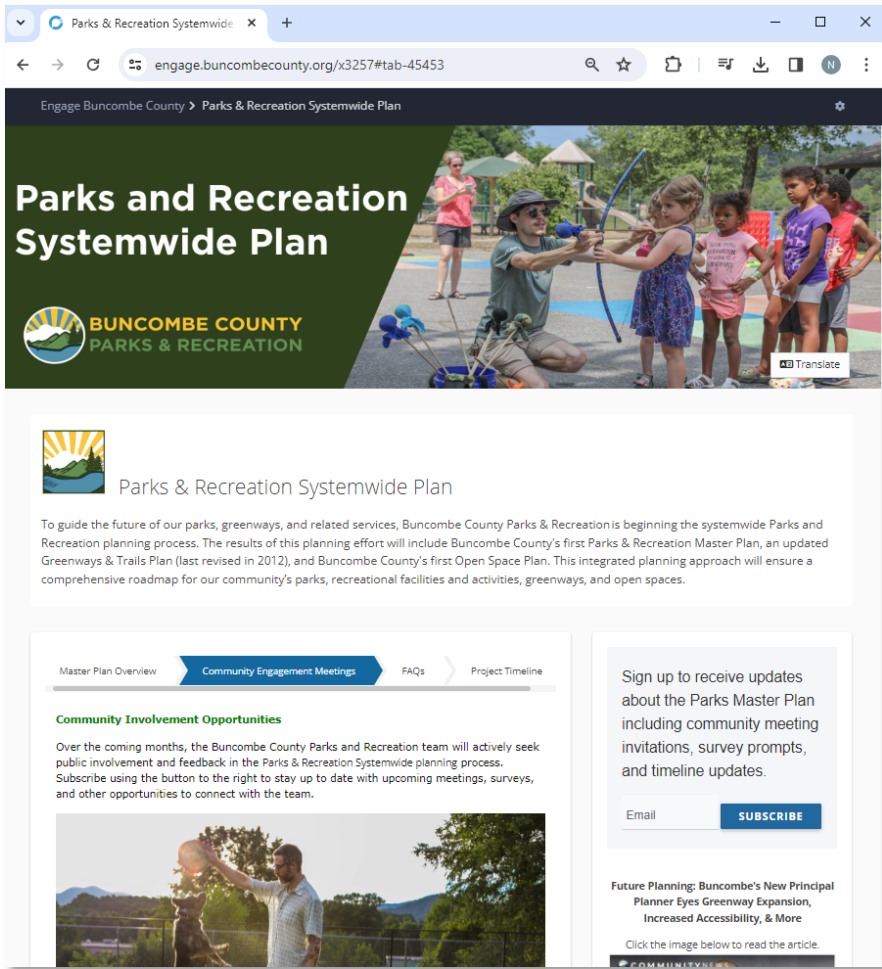 Parks & Recreation Systemwide
engage.buncombecounty.org/x3257#tab-45453
N
Engage Buncombe County > Parks & Recreation Systemwide Plan
Parks and Recreation
Systemwide Plan
BUNCOMBE COUNTY
PARKS & RECREATION
Translate
Parks & Recreation Systemwide Plan
To guide the future of our parks, greenways, and related services, Buncombe County Parks & Recreation is beginning the systemwide Parks and
Recreation planning process. The results of this planning effort will include Buncombe County's first Parks & Recreation Master Plan, an updated
Greenways & Trails Plan (last revised in 2012), and Buncombe County's first Open Space Plan. This integrated planning approach will ensure a
comprehensive roadmap for our community's parks, recreational facilities and activities, greenways, and open spaces.
Master Plan Overview
Community Engagement Meetings
FAQs
Project Timeline
Community Involvement Opportunities
Over the coming months, the Buncombe County Parks and Recreation team will actively seek
public involvement and feedback in the Parks & Recreation Systemwide planning process.
Subscribe using the button to the right to stay up to date with upcoming meetings, surveys,
and other opportunities to connect with the team.
Sign up to receive updates
about the Parks Master Plan
including community meeting
invitations, survey prompts,
and timeline updates.
Email
SUBSCRIBE
Future Planning: Buncombe's New Principal
Planner Eyes Greenway Expansion,
Increased Accessibility, & More
Click the image below to read the article.
COMMUNITY NEWS